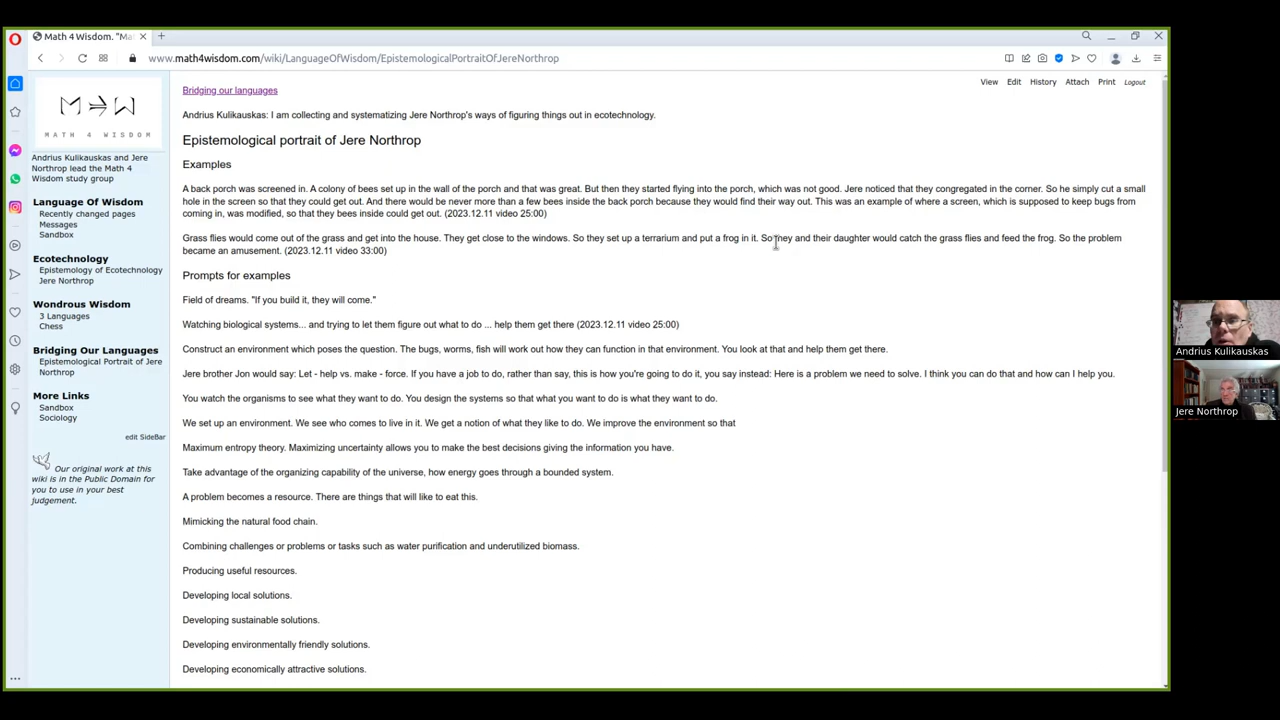 Math 4 Wisdom. "Ma
www.math4wisdom.com/wiki/LanguageOfWisdom/EpistemologicalPortraitOfJereNorthrop
View Edit History Attach Print Logout
MATH 4 WISDOM
Andrius Kulikauskas and Jere
Northrop lead the Math 4
Wisdom study group
Language Of Wisdom
Recently changed pages
Messages
Sandbox
Ecotechnology
Epistemology of Ecotechnology
Jere Northrop
Wondrous Wisdom
3 Languages
Chess
Bridging Our Languages
Epistemological Portrait of Jere
Northrop
More Links
Sandbox
Sociology
edit SideBar
Our original work at this
wiki is in the Public Domain for
you to use in your best
judgement.
Bridging our languages
Andrius Kulikauskas: I am collecting and systematizing Jere Northrop's ways of figuring things out in ecotechnology.
Epistemological portrait of Jere Northrop
Examples
A back porch was screened in. A colony of bees set up in the wall of the porch and that was great. But then they started flying into the porch, which was not good. Jere noticed that they congregated in the corner. So he simply cut a small
hole in the screen so that they could get out. And there would be never more than a few bees inside the back porch because they would find their way out. This was an example of where a screen, which is supposed to keep bugs from
coming in, was modified, so that they bees inside could get out. (2023.12.11 video 25:00)
Grass flies would come out of the grass and get into the house. They get close to the windows. So they set up a terrarium and put a frog in it. So they and their daughter would catch the grass flies and feed the frog. So the problem
became an amusement. (2023.12.11 video 33:00)
Prompts for examples
Field of dreams. "If you build it, they will come."
Watching biological systems... and trying to let them figure out what to do ... help them get there (2023.12.11 video 25:00)
Construct an environment which poses the question. The bugs, worms, fish will work out how they can function in that environment. You look at that and help them get there.
Jere brother Jon would say: Let - help vs. make - force. If you have a job to do, rather than say, this is how you're going to do it, you say instead: Here is a problem we need to solve. I think you can do that and how can I help you.
You watch the organisms to see what they want to do. You design the systems so that what you want to do is what they want to do.
We set up an environment. We see who comes to live in it. We get a notion of what they like to do. We improve the environment so that
Maximum entropy theory. Maximizing uncertainty allows you to make the best decisions giving the information you have.
Take advantage of the organizing capability of the universe, how energy goes through a bounded system.
A problem becomes a resource. There are things that will like to eat this.
Mimicking the natural food chain.
Combining challenges or problems or tasks such as water purification and underutilized biomass.
Producing useful resources.
Developing local solutions.
Developing sustainable solutions.
Developing environmentally friendly solutions.
Developing economically attractive solutions.
Andrius Kulikauskas
Jere Northrop